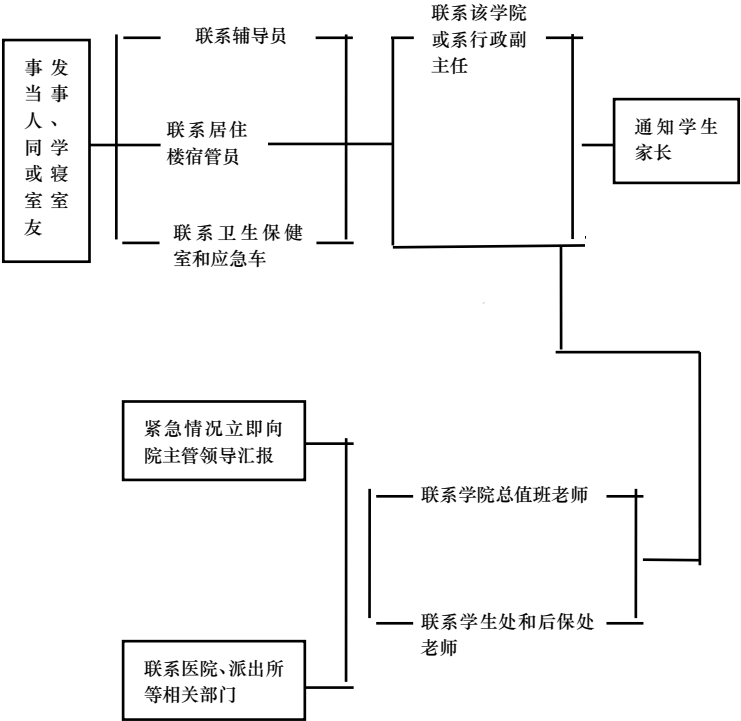 事发
当事
人、
同学
或寝
室室
友
联系辅导员
联系居住
楼宿管员
联系卫生保健
室和应急车
联系该学院
或系行政副
主任
通知学生
家长
紧急情况立即向
院主管领导汇报
联系学院总值班老师
联系学生处和后保处
老师
联系医院、派出所
等相关部门